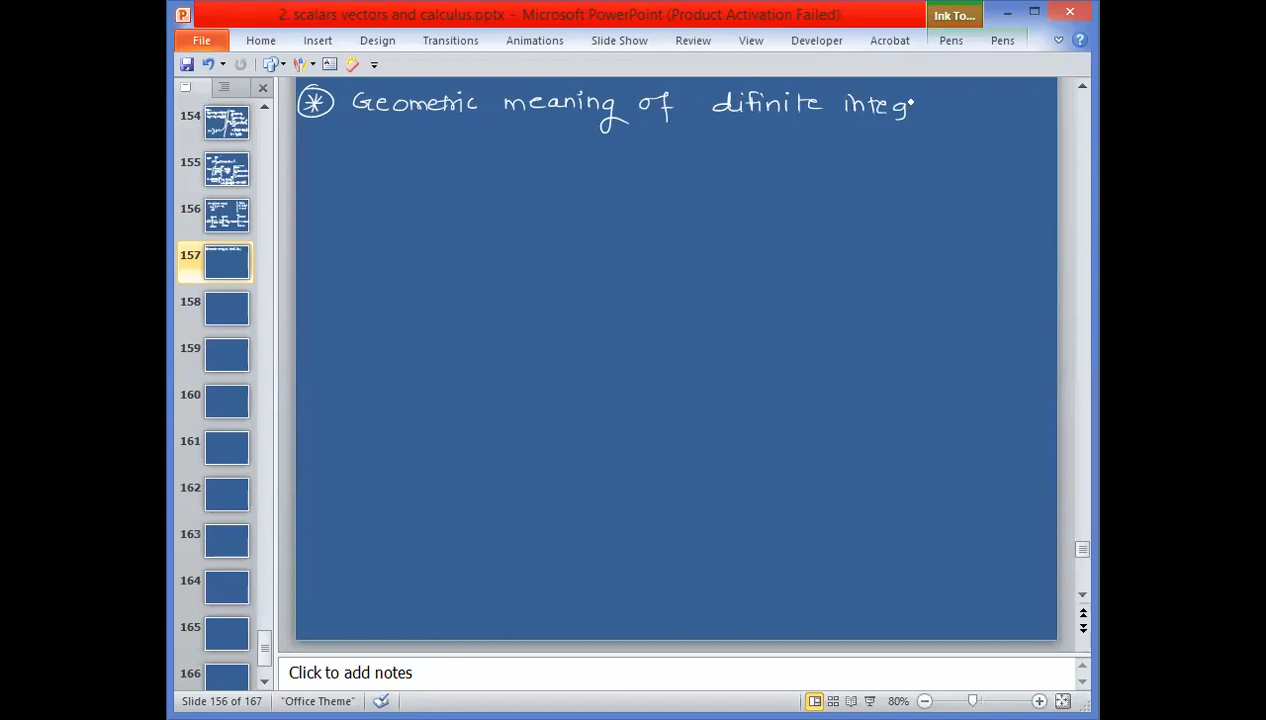 2. scalars vectors and calculus.pptx - Microsoft PowerPoint (Product Activation Failed)
Ink To...
File Home Insert Design Transitions Animations Slide Show Review View Developer Acrobat Pens Pens
Geometric meaning of difinite integ
154
155
156
157
158
159
160
161
162
163
164
165
166
Click to add notes
Slide 156 of 167 "Office Theme" 80%